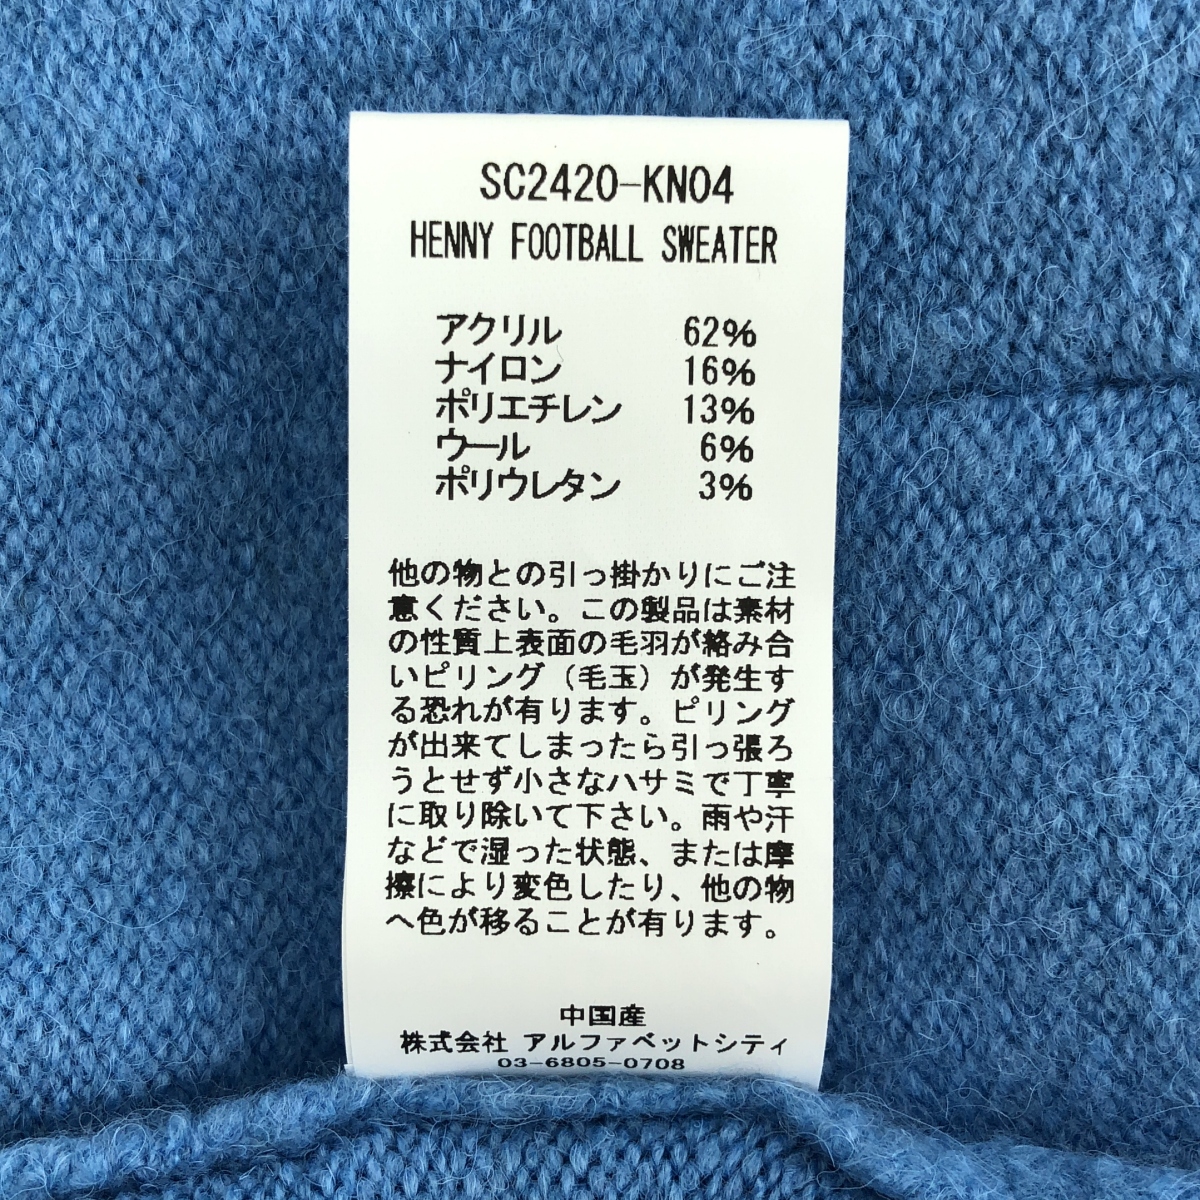 SC2420-KN04
HENNY FOOTBALL SWEATER
アクリル 62%
ナイロン 16%
ポリエチレン 13%
ウール 6%
ポリウレタン 3%
他の物との引っ掛かりにご注
意ください。この製品は素材
の性質上表面の毛羽が絡み合
いピリング（毛玉）が発生す
る恐れが有ります。ピリング
が出来てしまったら引っ張ろ
うとせず小さなハサミで丁寧
に取り除いて下さい。雨や汗
などで湿った状態、または摩
擦により変色したり、他の物
へ色が移ることが有ります。
中国産
株式会社 アルファベットシティ
03-6805-0708